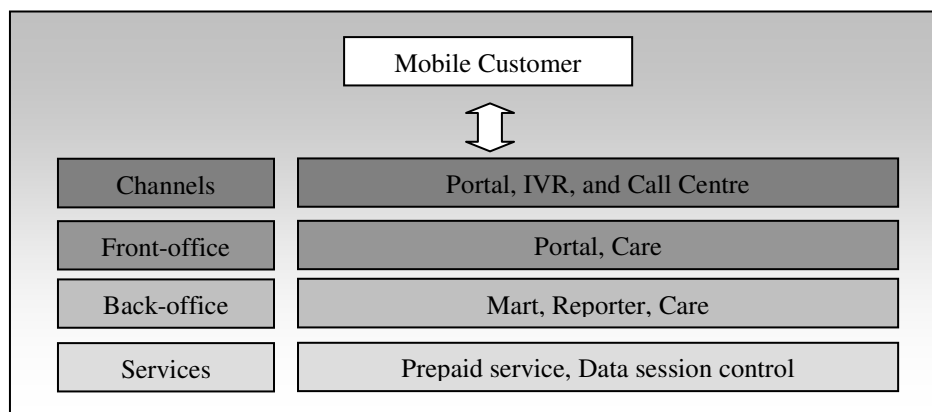 Mobile Customer
Channels
Portal, IVR, and Call Centre
Front-office
Portal, Care
Back-office
Mart, Reporter, Care
Services
Prepaid service, Data session control